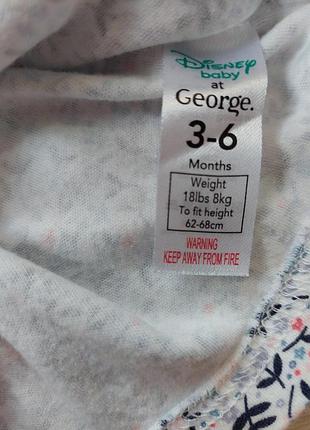 Disney
baby
at
George.
3-6
Months
Weight
18lbs 8kg
To fit height
62-68cm
WARNING
KEEP AWAY FROM FIRE